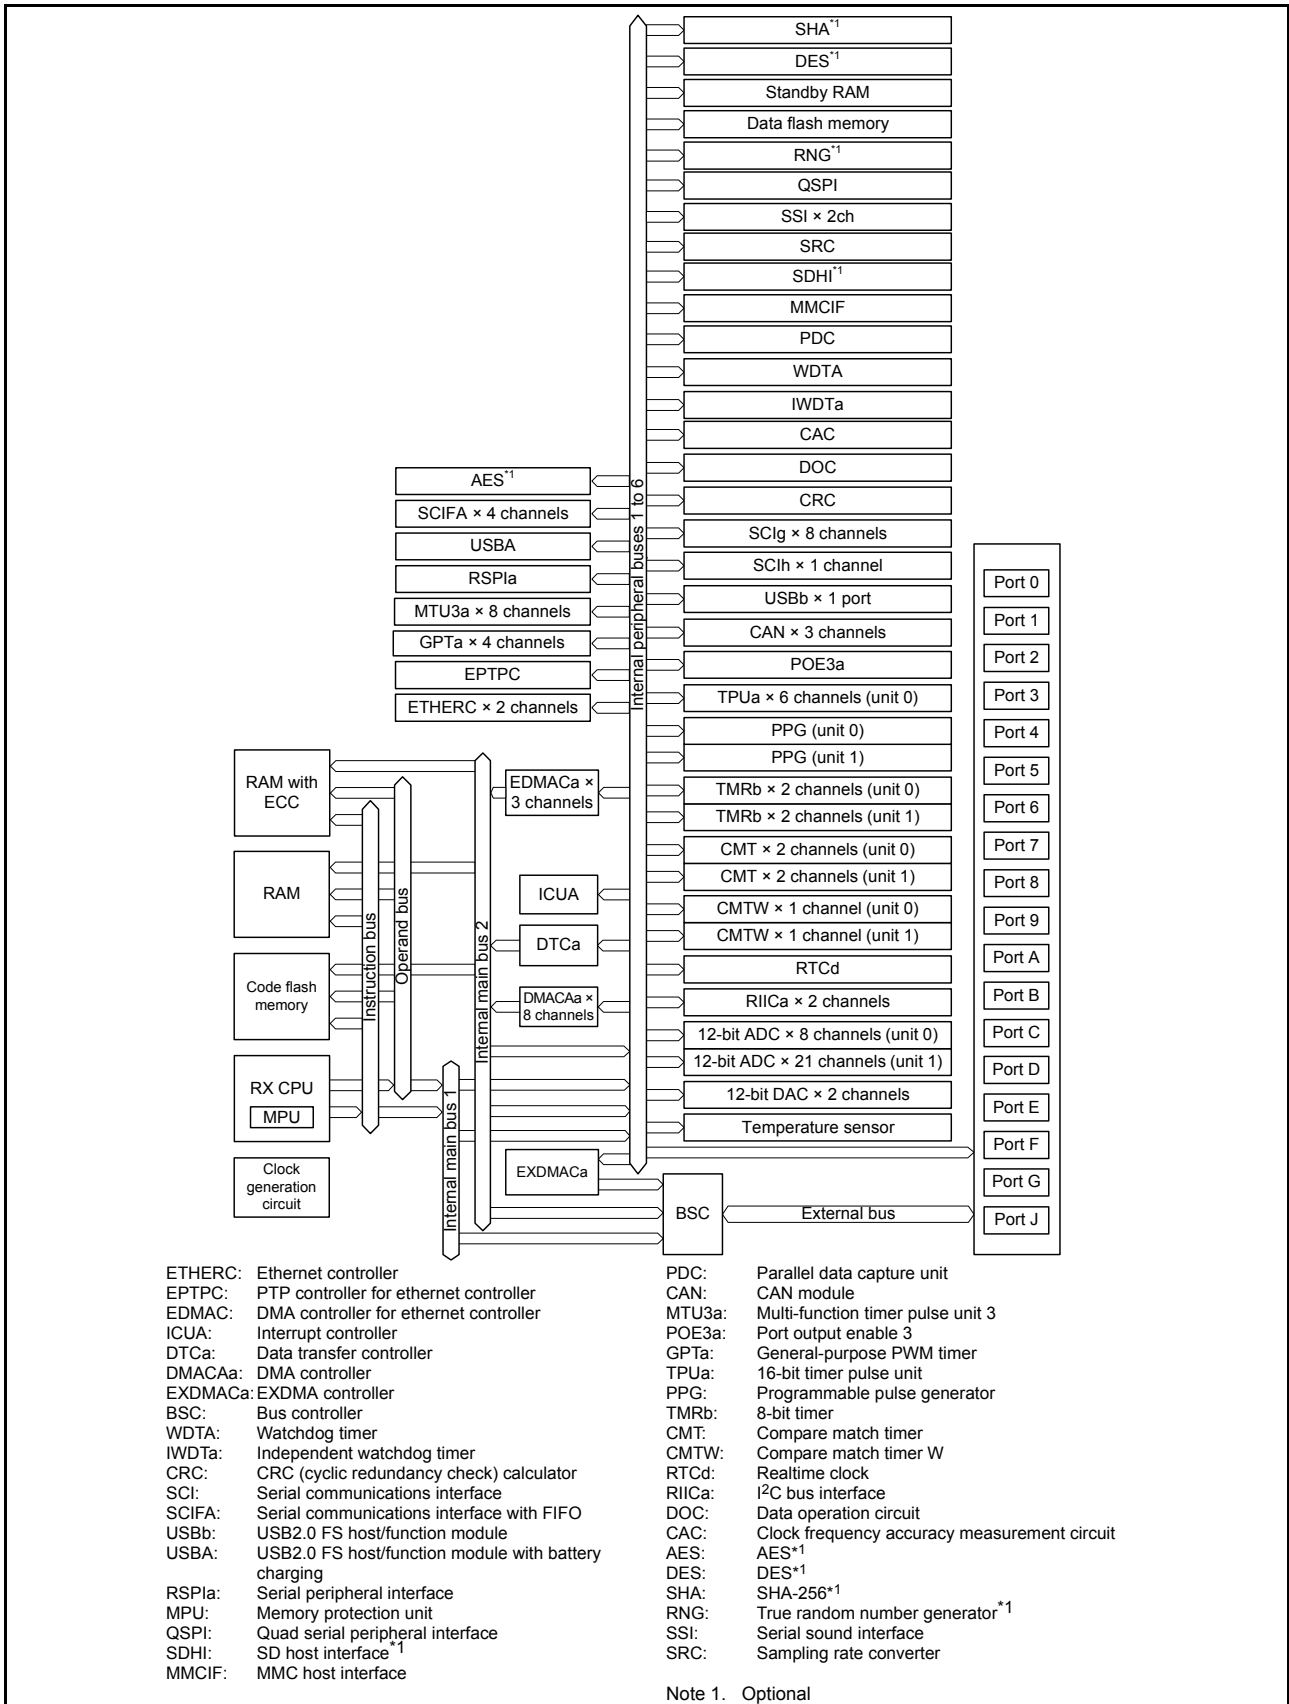 SHA*1
DES*1
Standby RAM
Data flash memory
RNG*1
QSPI
SSI × 2ch
SRC
SDHI*1
MMCIF
PDC
WDTA
IWDTa
CAC
DOC
CRC
SCIg × 8 channels
SCIh × 1 channel
USBb × 1 port
CAN × 3 channels
POE3a
TPUa × 6 channels (unit 0)
PPG (unit 0)
PPG (unit 1)
TMRb × 2 channels (unit 0)
TMRb × 2 channels (unit 1)
CMT × 2 channels (unit 0)
CMT × 2 channels (unit 1)
CMTW × 1 channel (unit 0)
CMTW × 1 channel (unit 1)
RTCd
RIICa × 2 channels
12-bit ADC × 8 channels (unit 0)
12-bit ADC × 21 channels (unit 1)
12-bit DAC × 2 channels
Temperature sensor
Internal peripheral buses 1 to 6
AES*1
SCIFA × 4 channels
USBA
RSPIa
MTU3a × 8 channels
GPTa × 4 channels
EPTPC
ETHERC × 2 channels
Port 0
Port 1
Port 2
Port 3
Port 4
Port 5
Port 6
Port 7
Port 8
Port 9
Port A
Port B
Port C
Port D
Port E
Port F
Port G
Port J
RAM with
ECC
RAM
Code flash
memory
RX CPU
MPU
Clock
generation
circuit
Instruction bus
Operand bus
Internal main bus 1
Internal main bus 2
EDMACa ×
3 channels
ICUA
DTCa
DMACAa ×
8 channels
EXDMACa
BSC
External bus
ETHERC: Ethernet controller
EPTPC: PTP controller for ethernet controller
EDMAC: DMA controller for ethernet controller
ICUA: Interrupt controller
DTCa: Data transfer controller
DMACAa: DMA controller
EXDMACa: EXDMA controller
BSC: Bus controller
WDTA: Watchdog timer
IWDTa: Independent watchdog timer
CRC: CRC (cyclic redundancy check) calculator
SCI: Serial communications interface
SCIFA: Serial communications interface with FIFO
USBb: USB2.0 FS host/function module
USBA: USB2.0 FS host/function module with battery
charging
RSPIa: Serial peripheral interface
MPU: Memory protection unit
QSPI: Quad serial peripheral interface
SDHI: SD host interface*1
MMCIF: MMC host interface
PDC: Parallel data capture unit
CAN: CAN module
MTU3a: Multi-function timer pulse unit 3
POE3a: Port output enable 3
GPTa: General-purpose PWM timer
TPUa: 16-bit timer pulse unit
PPG: Programmable pulse generator
TMRb: 8-bit timer
CMT: Compare match timer
CMTW: Compare match timer W
RTCd: Realtime clock
RIICa: I2C bus interface
DOC: Data operation circuit
CAC: Clock frequency accuracy measurement circuit
AES: AES*1
DES: DES*1
SHA: SHA-256*1
RNG: True random number generator*1
SSI: Serial sound interface
SRC: Sampling rate converter
Note 1. Optional